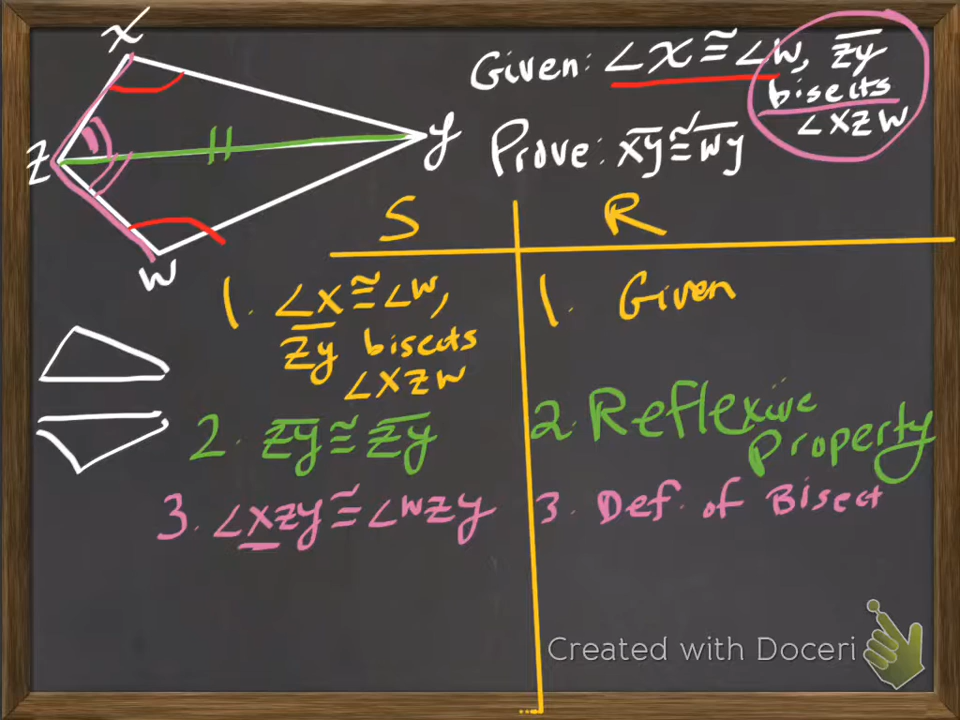 X
Z
Y
W
Given: ∠X ≅ ∠W, ZY
bisects
∠XZW
Prove: XY ≅ WY
S R
1. ∠X ≅ ∠W,
ZY bisects
∠XZW
1. Given
2. ZY ≅ ZY
2. Reflexive
Property
3. ∠XZY ≅ ∠WZY
3. Def. of Bisect
Created with Doceri